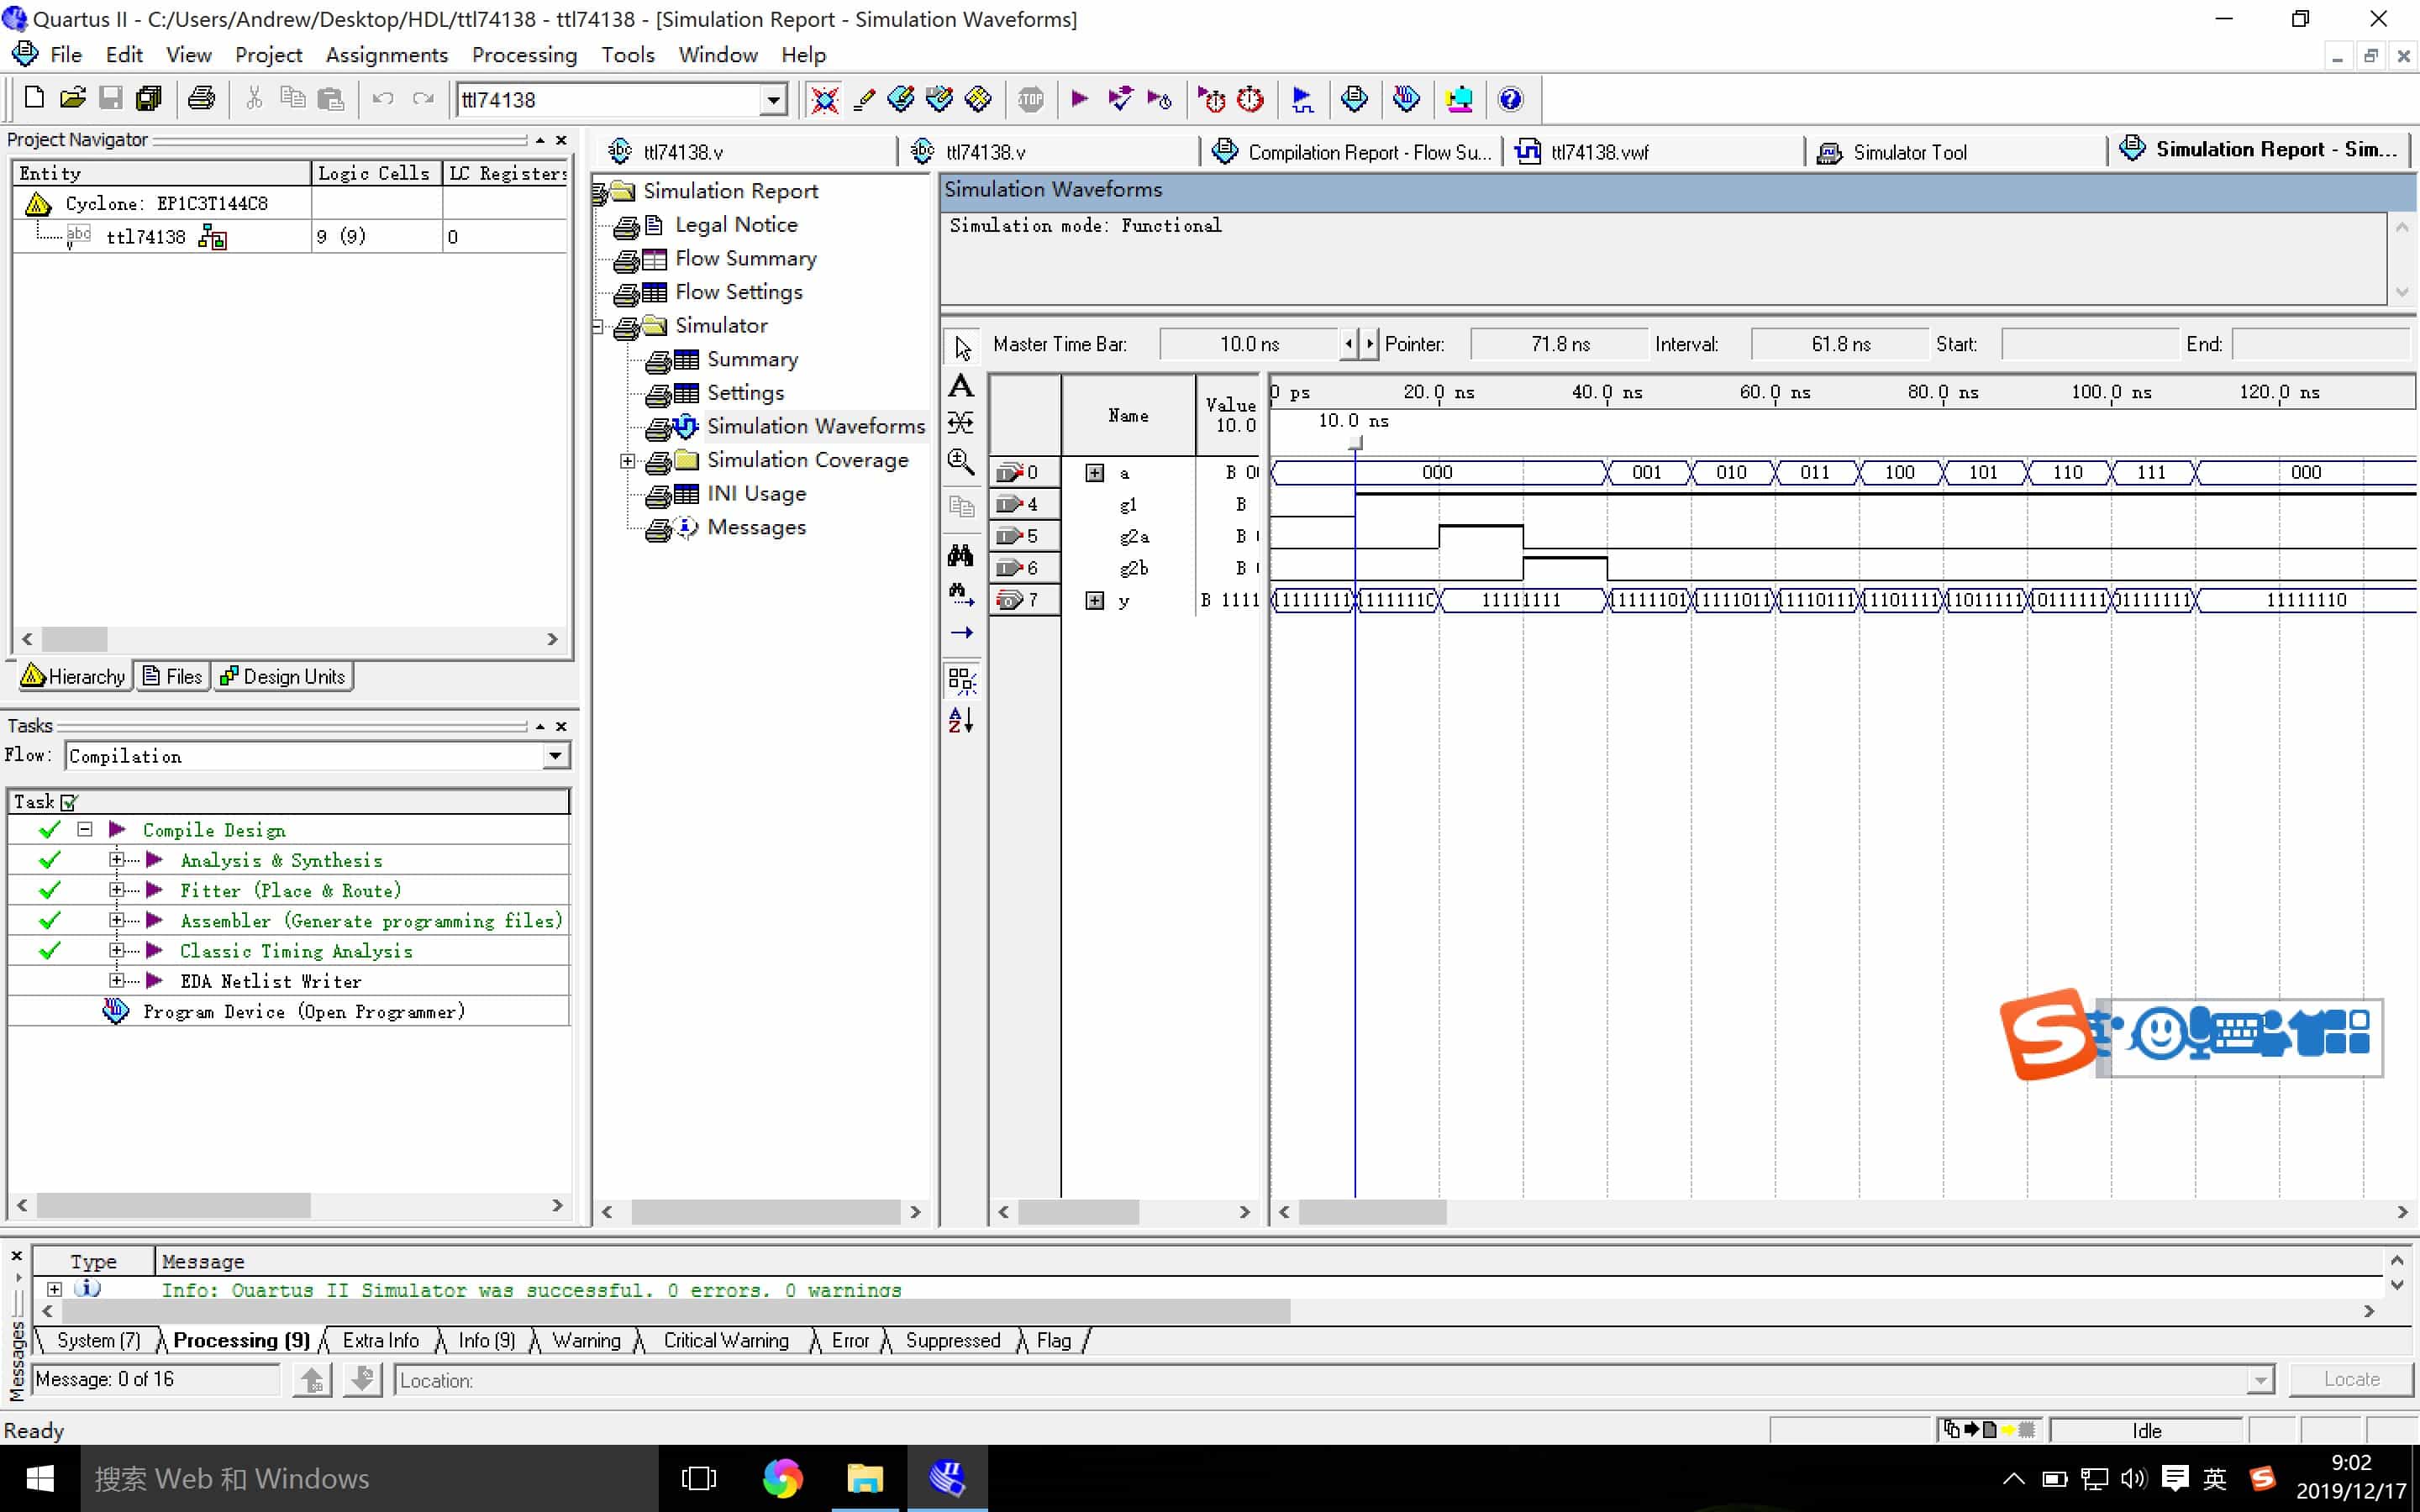 Quartus II - C:/Users/Andrew/Desktop/HDL/ttl74138 - ttl74138 - [Simulation Report - Simulation Waveforms]
File Edit View Project Assignments Processing Tools Window Help
ttl74138
Project Navigator
Entity Logic Cells LC Registers
Cyclone: EP1C3T144C8
ttl74138 9 (9) 0
Hierarchy Files Design Units
Tasks
Flow: Compilation
Task
Compile Design
Analysis & Synthesis
Fitter (Place & Route)
Assembler (Generate programming files)
Classic Timing Analysis
EDA Netlist Writer
Program Device (Open Programmer)
ttl74138.v ttl74138.v Compilation Report - Flow Su... ttl74138.vwf Simulator Tool Simulation Report - Sim...
Simulation Report
Legal Notice
Flow Summary
Flow Settings
Simulator
Summary
Settings
Simulation Waveforms
Simulation Coverage
INI Usage
Messages
Simulation Waveforms
Simulation mode: Functional
Master Time Bar: 10.0 ns Pointer: 71.8 ns Interval: 61.8 ns Start: End:
Name Value 10.0
0 ps 20.0 ns 40.0 ns 60.0 ns 80.0 ns 100.0 ns 120.0 ns
10.0 ns
0 a B 0 000 001 010 011 100 101 110 111 000
4 g1 B
5 g2a B
6 g2b B
7 y B 1111 11111111 11111110 11111111 11111101 11111011 11110111 11101111 11011111 10111111 01111111 11111110
Type Message
Info: Quartus II Simulator was successful. 0 errors, 0 warnings
System (7) Processing (9) Extra Info Info (9) Warning Critical Warning Error Suppressed Flag
Messages
Message: 0 of 16 Location: Locate
Ready Idle
搜索 Web 和 Windows
英
9:02
2019/12/17